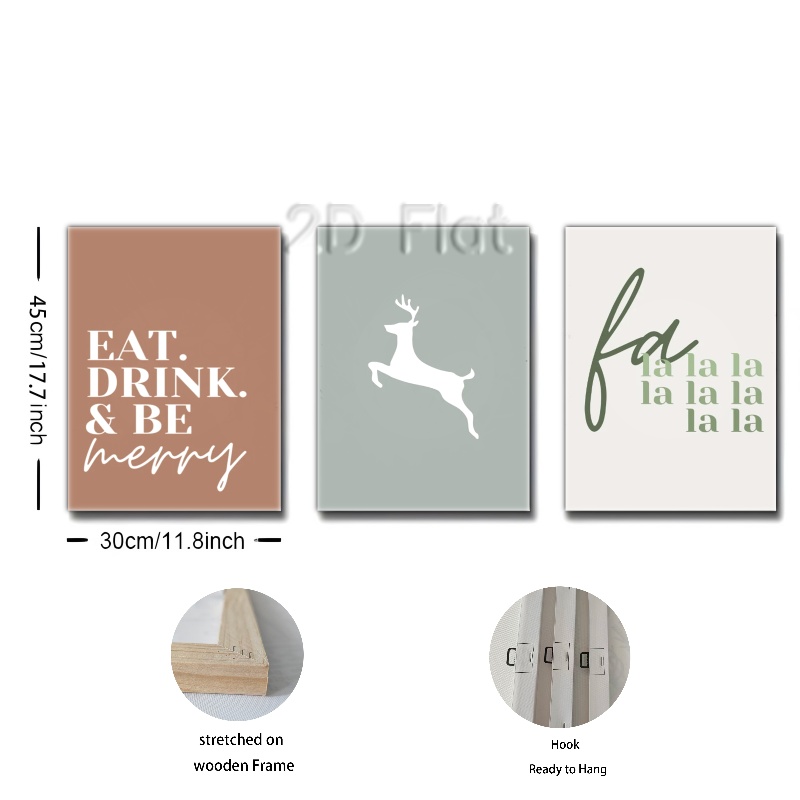 2D Flat
45cm/17.7inch
EAT.
DRINK.
& BE
merry
fa
la la la
la la la
la la
30cm/11.8inch
stretched on
wooden Frame
Hook
Ready to Hang